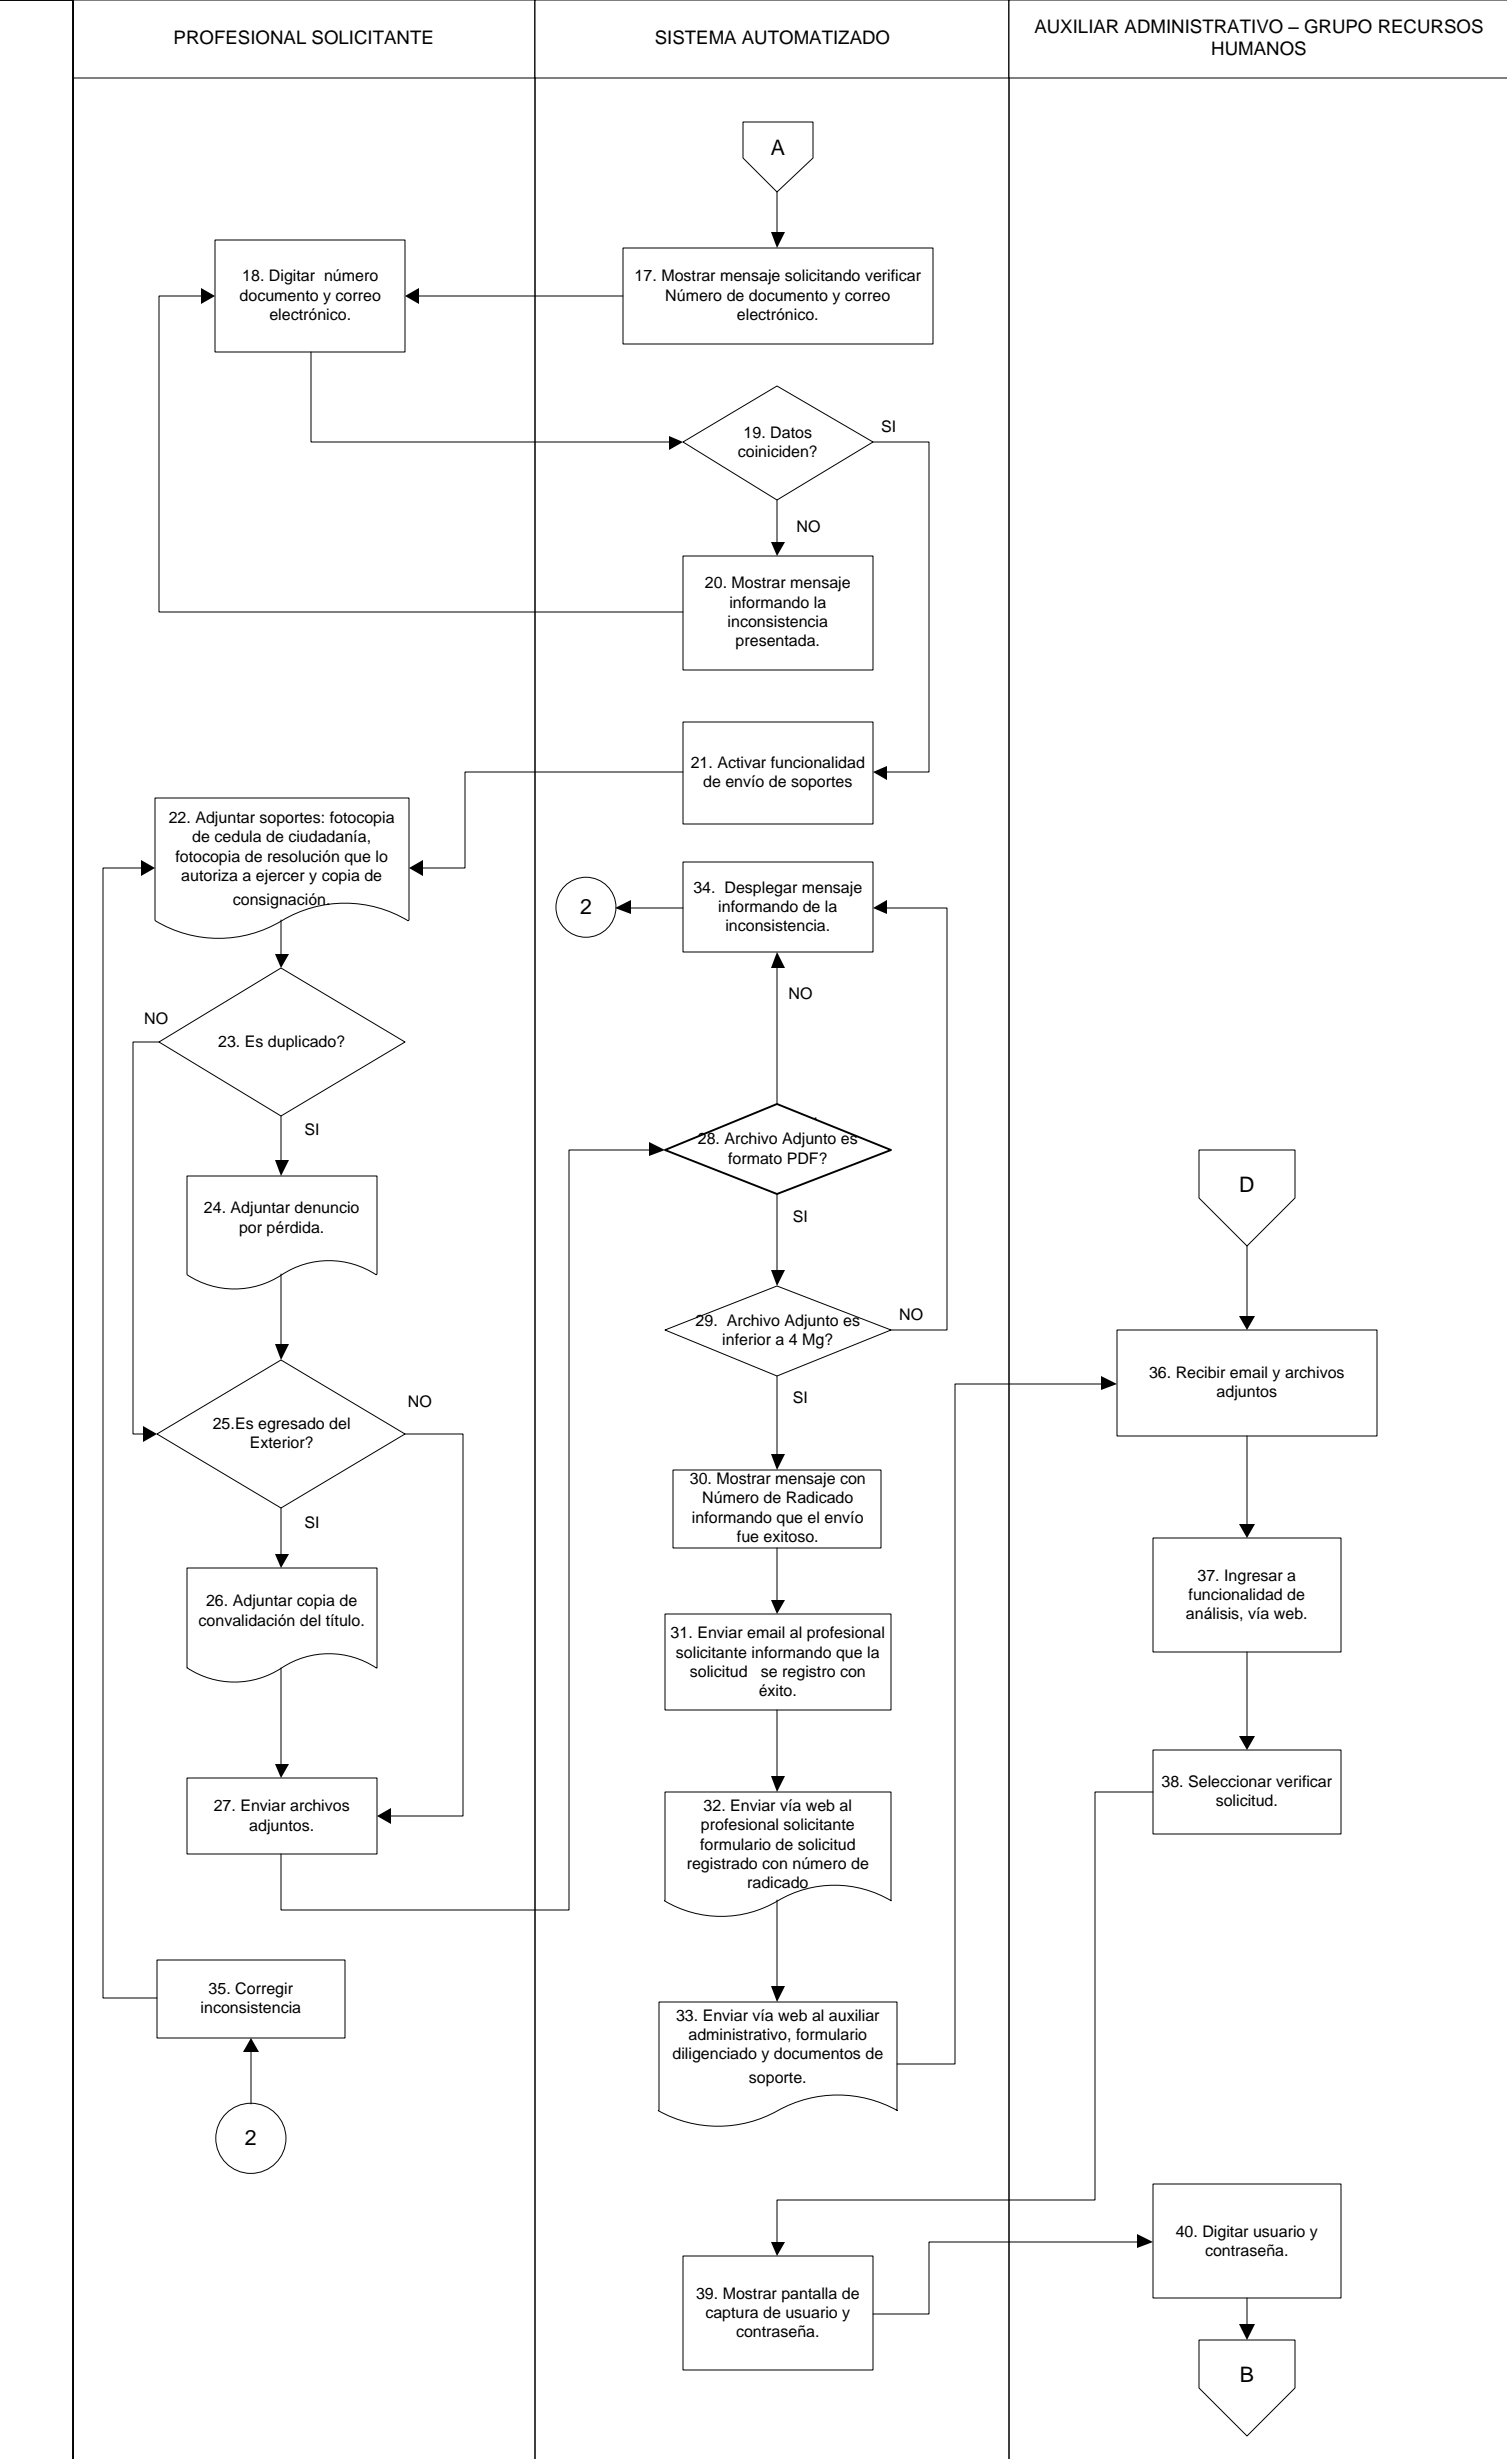 PROFESIONAL SOLICITANTE
SISTEMA AUTOMATIZADO
AUXILIAR ADMINISTRATIVO – GRUPO RECURSOS
HUMANOS
A
17. Mostrar mensaje solicitando verificar
Número de documento y correo
electrónico.
18. Digitar número
documento y correo
electrónico.
19. Datos
coiniciden?
SI
NO
20. Mostrar mensaje
informando la
inconsistencia
presentada.
21. Activar funcionalidad
de envío de soportes
22. Adjuntar soportes: fotocopia
de cedula de ciudadanía,
fotocopia de resolución que lo
autoriza a ejercer y copia de
consignación.
34. Desplegar mensaje
informando de la
inconsistencia.
2
NO
23. Es duplicado?
NO
SI
24. Adjuntar denuncio
por pérdida.
25.Es egresado del
Exterior?
NO
SI
26. Adjuntar copia de
convalidación del título.
27. Enviar archivos
adjuntos.
35. Corregir
inconsistencia
2
28. Archivo Adjunto es
formato PDF?
SI
29. Archivo Adjunto es
inferior a 4 Mg?
NO
SI
30. Mostrar mensaje con
Número de Radicado
informando que el envío
fue exitoso.
31. Enviar email al profesional
solicitante informando que la
solicitud se registro con
éxito.
32. Enviar vía web al
profesional solicitante
formulario de solicitud
registrado con número de
radicado
33. Enviar vía web al auxiliar
administrativo, formulario
diligenciado y documentos de
soporte.
D
36. Recibir email y archivos
adjuntos
37. Ingresar a
funcionalidad de
análisis, vía web.
38. Seleccionar verificar
solicitud.
39. Mostrar pantalla de
captura de usuario y
contraseña.
40. Digitar usuario y
contraseña.
B